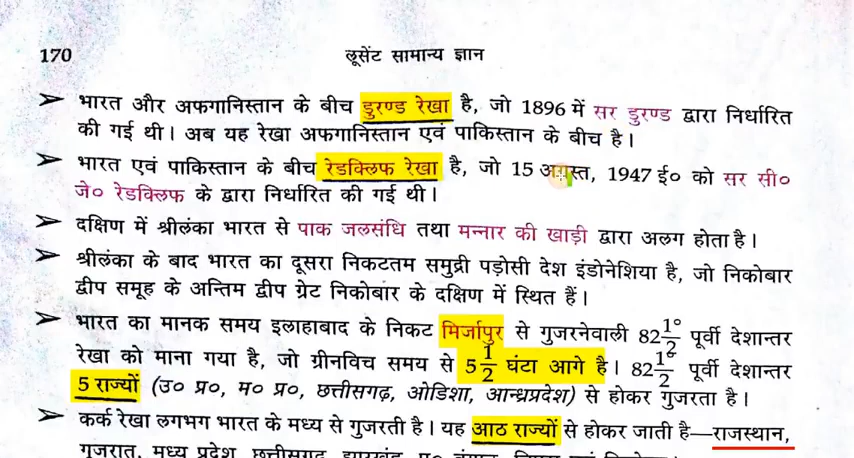 170 लूसेंट सामान्य ज्ञान
➢ भारत और अफगानिस्तान के बीच डुरण्ड रेखा है, जो 1896 में सर डुरण्ड द्वारा निर्धारित
की गई थी। अब यह रेखा अफगानिस्तान एवं पाकिस्तान के बीच है।
➢ भारत एवं पाकिस्तान के बीच रेडक्लिफ रेखा है, जो 15 अगस्त, 1947 ई० को सर सी०
जे० रेडक्लिफ के द्वारा निर्धारित की गई थी।
➢ दक्षिण में श्रीलंका भारत से पाक जलसंधि तथा मन्नार की खाड़ी द्वारा अलग होता है।
➢ श्रीलंका के बाद भारत का दूसरा निकटतम समुद्री पड़ोसी देश इंडोनेशिया है, जो निकोबार
द्वीप समूह के अन्तिम द्वीप ग्रेट निकोबार के दक्षिण में स्थित हैं।
➢ भारत का मानक समय इलाहाबाद के निकट मिर्जापुर से गुजरनेवाली 82 1/2° पूर्वी देशान्तर
रेखा को माना गया है, जो ग्रीनविच समय से 5 1/2 घंटा आगे है। 82 1/2° पूर्वी देशान्तर
5 राज्यों (उ० प्र०, म० प्र०, छत्तीसगढ़, ओडिशा, आन्ध्रप्रदेश) से होकर गुजरता है।
➢ कर्क रेखा लगभग भारत के मध्य से गुजरती है। यह आठ राज्यों से होकर जाती है—राजस्थान,
गुजरात, मध्य प्रदेश, छत्तीसगढ़,